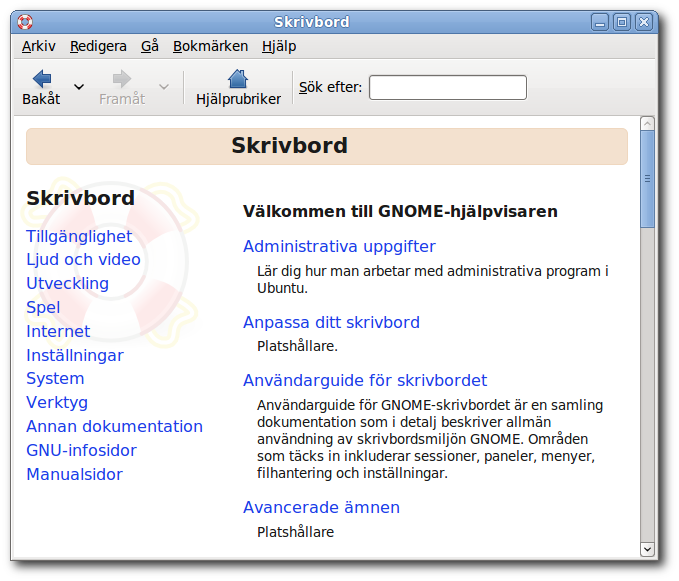 Skrivbord
Arkiv Redigera Gå Bokmärken Hjälp
Bakåt Framåt Hjälprubriker Sök efter:
Skrivbord
Skrivbord
Tillgänglighet
Ljud och video
Utveckling
Spel
Internet
Inställningar
System
Verktyg
Annan dokumentation
GNU-infosidor
Manualsidor
Välkommen till GNOME-hjälpvisaren
Administrativa uppgifter
Lär dig hur man arbetar med administrativa program i
Ubuntu.
Anpassa ditt skrivbord
Platshållare.
Användarguide för skrivbordet
Användarguide för GNOME-skrivbordet är en samling
dokumentation som i detalj beskriver allmän
användning av skrivbordsmiljön GNOME. Områden
som täcks in inkluderar sessioner, paneler, menyer,
filhantering och inställningar.
Avancerade ämnen
Platshållare